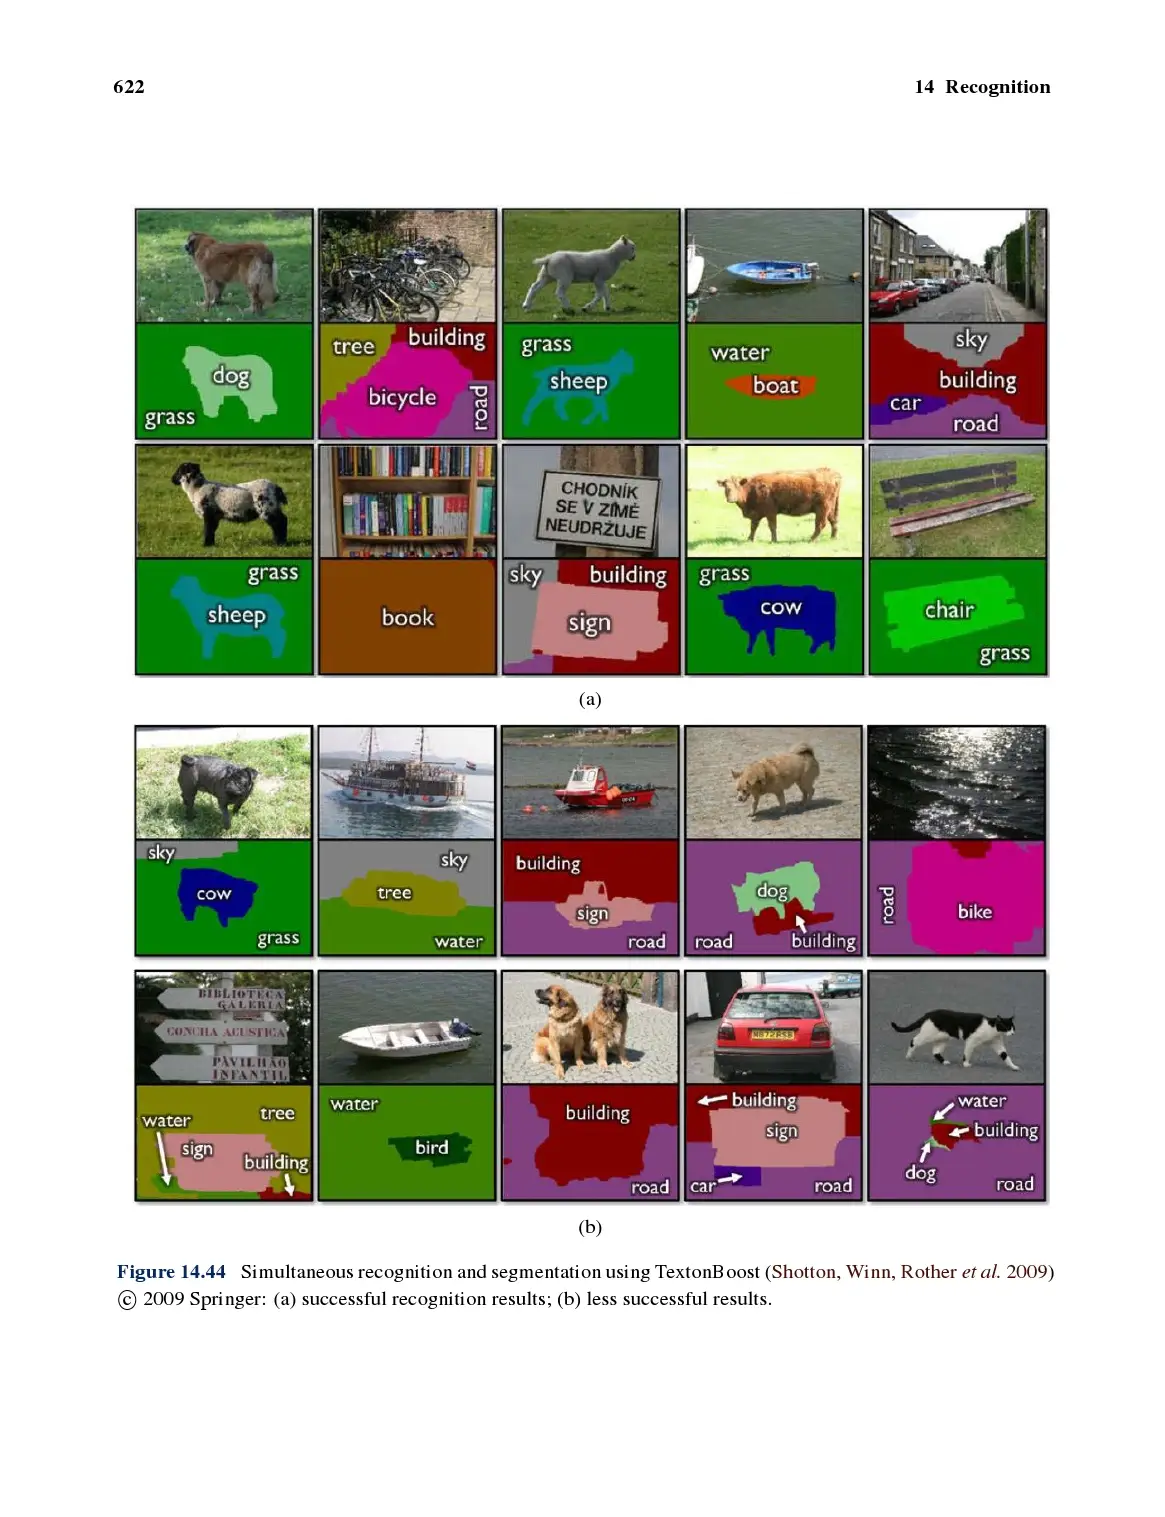 622
14 Recognition
dog
grass
tree
building
bicycle
road
grass
sheep
water
boat
sky
building
car
road
CHODNÍK
SE V ZÍMĚ
NEUDRŽUJE
grass
sheep
book
sky
building
sign
grass
cow
chair
grass
(a)
sky
cow
grass
sky
tree
water
building
sign
road
dog
road
building
road
bike
BIBLIOTECA
GALERIA
CONCHA ACUSTICA
PAVILHÃO
INFANTIL
water
tree
sign
building
water
bird
building
road
building
sign
car
road
water
building
dog
road
(b)
Figure 14.44 Simultaneous recognition and segmentation using TextonBoost (Shotton, Winn, Rother et al. 2009)
© 2009 Springer: (a) successful recognition results; (b) less successful results.